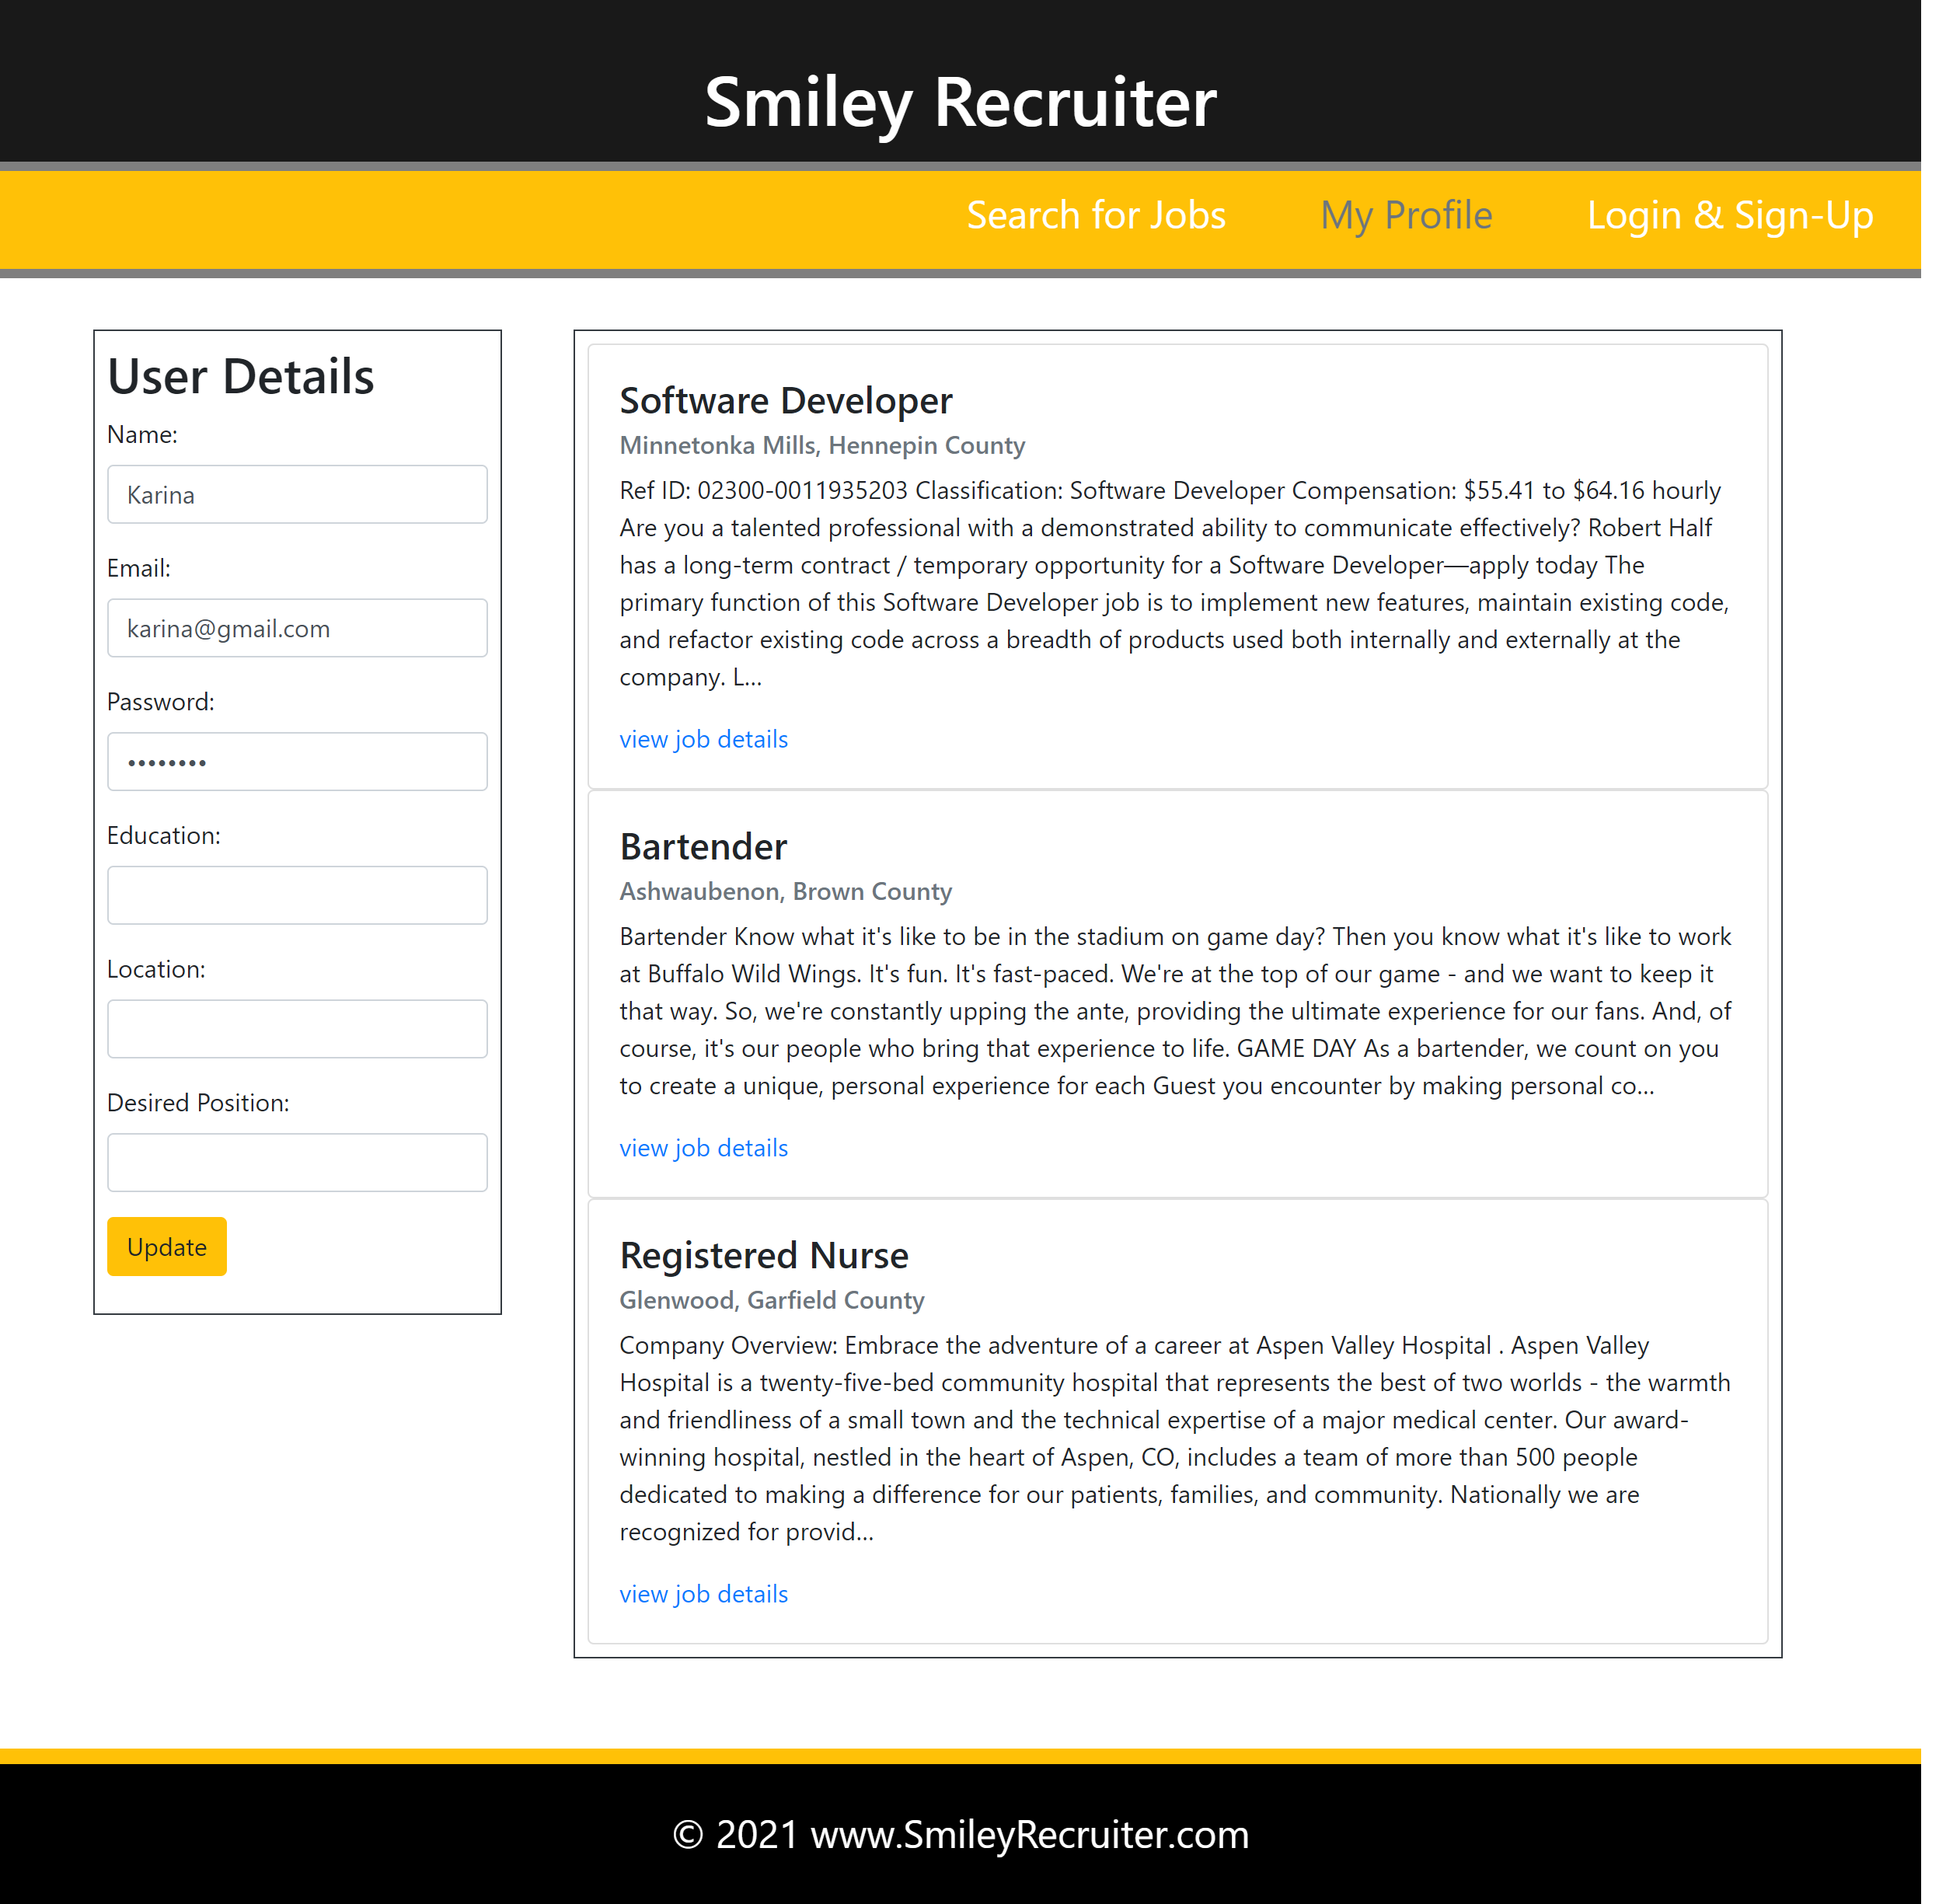 Smiley Recruiter
Search for Jobs
My Profile
Login & Sign-Up
User Details
Name:
Karina
Email:
karina@gmail.com
Password:
••••••••
Education:
Location:
Desired Position:
Update
Software Developer
Minnetonka Mills, Hennepin County
Ref ID: 02300-0011935203 Classification: Software Developer Compensation: $55.41 to $64.16 hourly
Are you a talented professional with a demonstrated ability to communicate effectively? Robert Half
has a long-term contract / temporary opportunity for a Software Developer—apply today The
primary function of this Software Developer job is to implement new features, maintain existing code,
and refactor existing code across a breadth of products used both internally and externally at the
company. L…
view job details
Bartender
Ashwaubenon, Brown County
Bartender Know what it's like to be in the stadium on game day? Then you know what it's like to work
at Buffalo Wild Wings. It's fun. It's fast-paced. We're at the top of our game - and we want to keep it
that way. So, we're constantly upping the ante, providing the ultimate experience for our fans. And, of
course, it's our people who bring that experience to life. GAME DAY As a bartender, we count on you
to create a unique, personal experience for each Guest you encounter by making personal co…
view job details
Registered Nurse
Glenwood, Garfield County
Company Overview: Embrace the adventure of a career at Aspen Valley Hospital . Aspen Valley
Hospital is a twenty-five-bed community hospital that represents the best of two worlds - the warmth
and friendliness of a small town and the technical expertise of a major medical center. Our award-
winning hospital, nestled in the heart of Aspen, CO, includes a team of more than 500 people
dedicated to making a difference for our patients, families, and community. Nationally we are
recognized for provid…
view job details
© 2021 www.SmileyRecruiter.com